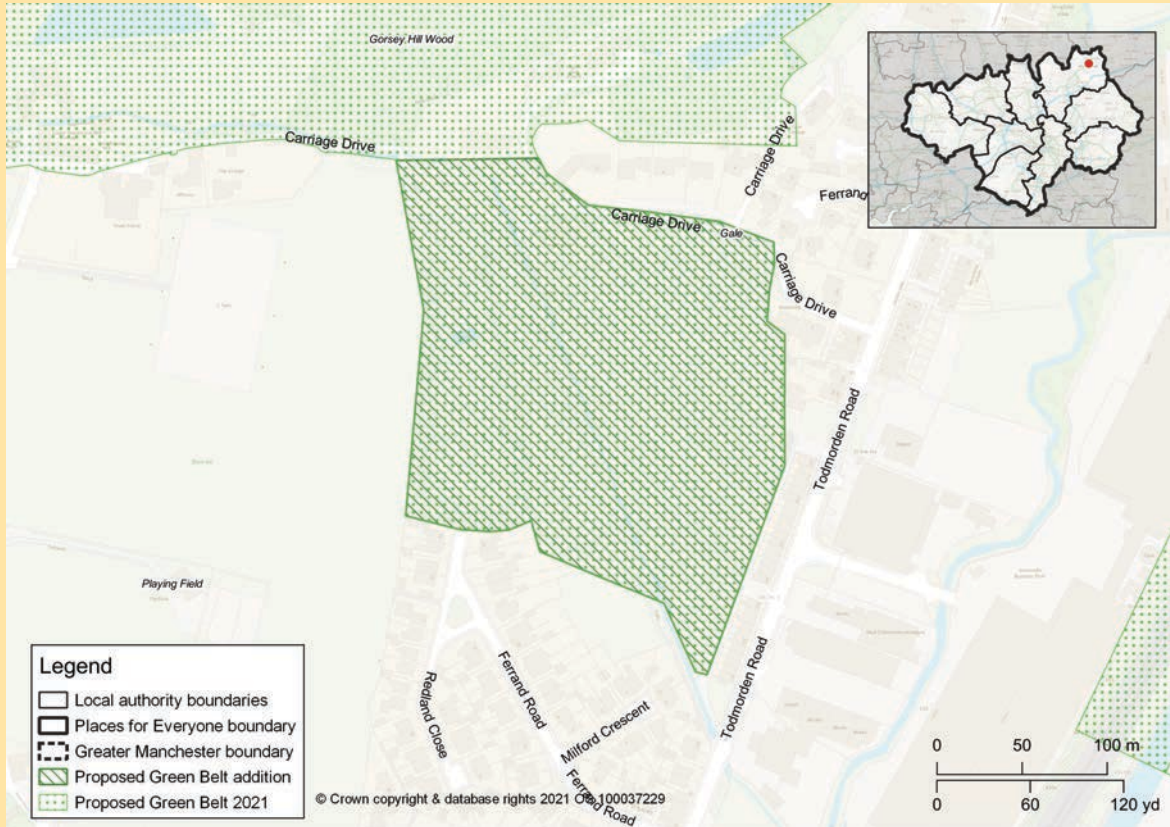 Gorsey Hill Wood
Carriage Drive
Carriage Drive
Ferrand
Carriage Drive
Gale
Carriage Drive
Todmorden Road
Playing Field
Redland Close
Ferrand Road
Milford Crescent
Ferrand Road
Todmorden Road
Legend
Local authority boundaries
Places for Everyone boundary
Greater Manchester boundary
Proposed Green Belt addition
Proposed Green Belt 2021
© Crown copyright & database rights 2021 OS 100037229
0 50 100 m
0 60 120 yd